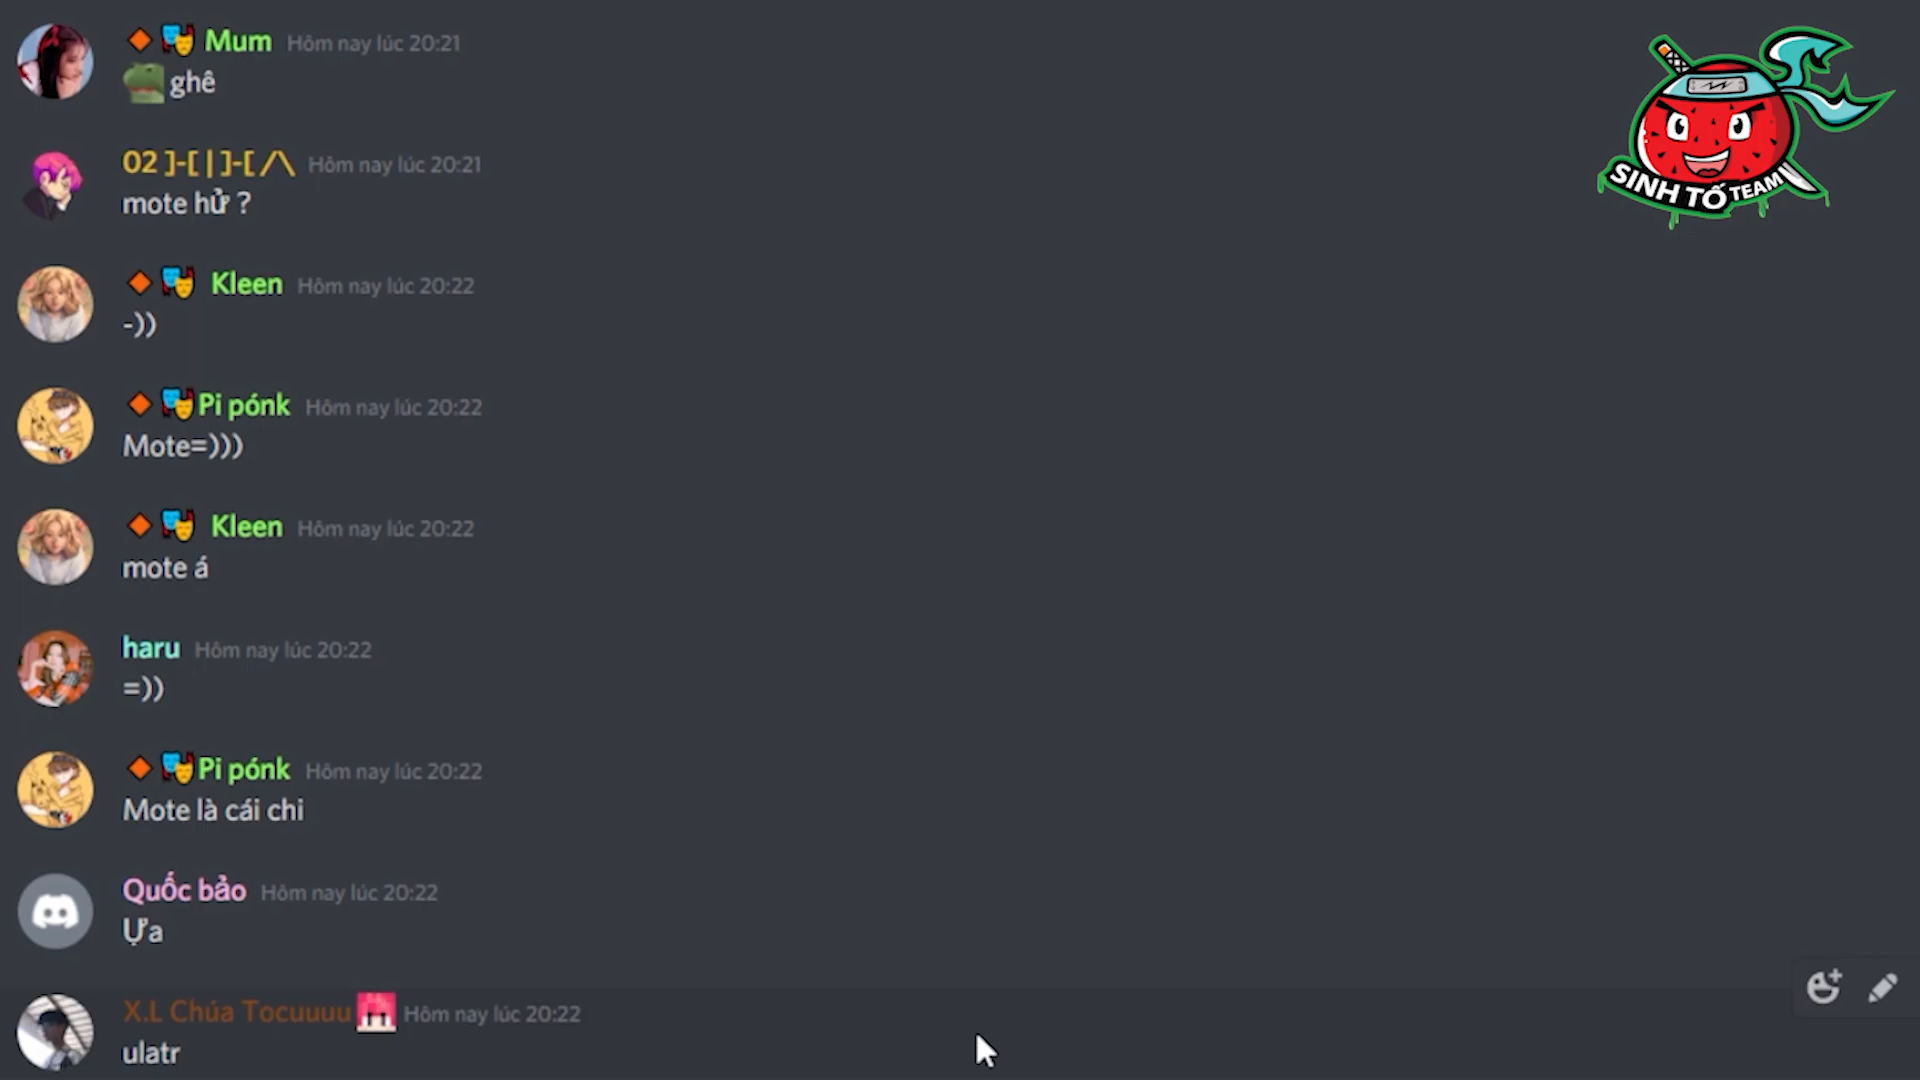 Mum Hôm nay lúc 20:21
ghê
02 ]-[ | ]-[ /\ Hôm nay lúc 20:21
mote hử ?
Kleen Hôm nay lúc 20:22
-))
Pi pónk Hôm nay lúc 20:22
Mote=)))
Kleen Hôm nay lúc 20:22
mote á
haru Hôm nay lúc 20:22
=))
Pi pónk Hôm nay lúc 20:22
Mote là cái chi
Quốc bảo Hôm nay lúc 20:22
Ựa
X.L Chúa Tocuuuu Hôm nay lúc 20:22
ulatr
SINH TỐ TEAM